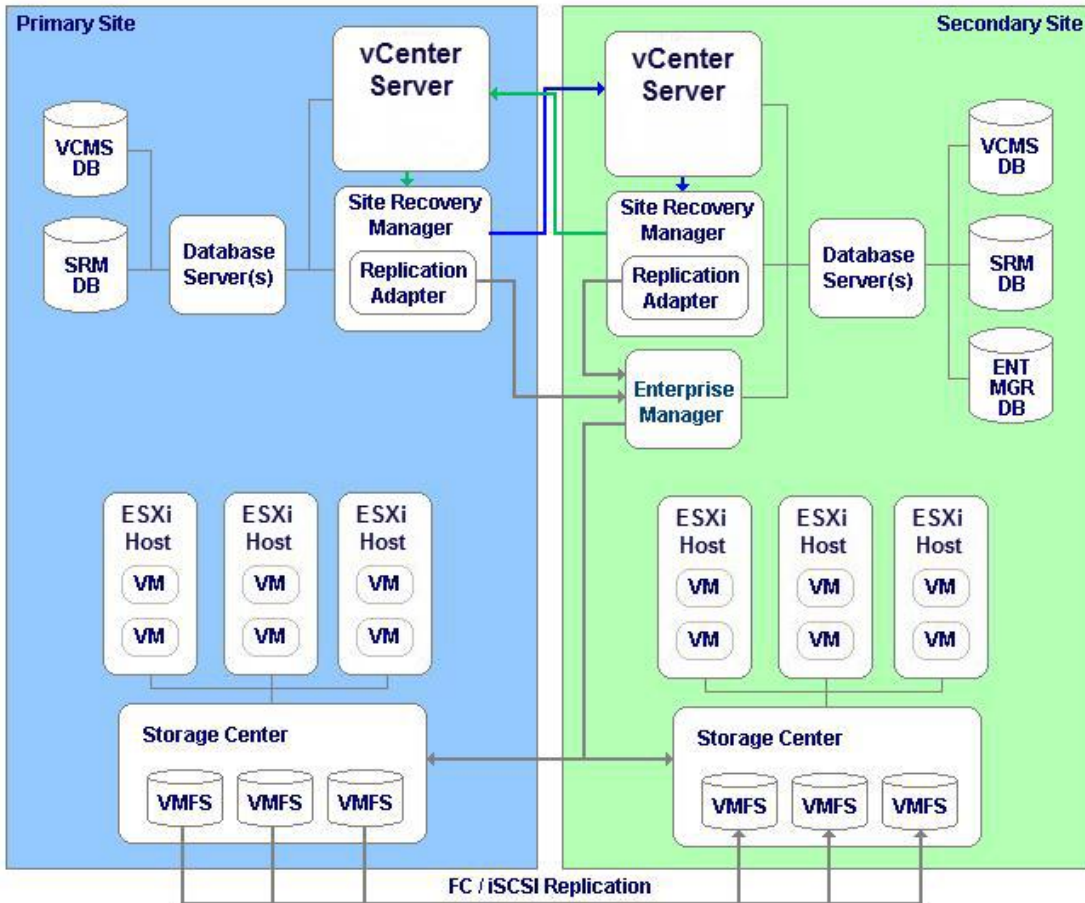 Primary Site
vCenter
Server
VCMS
DB
SRM
DB
Database
Server(s)
Site Recovery
Manager
Replication
Adapter
ESXi
Host
VM
VM
ESXi
Host
VM
VM
ESXi
Host
VM
VM
Storage Center
VMFS
VMFS
VMFS
Secondary Site
vCenter
Server
Site Recovery
Manager
Replication
Adapter
Database
Server(s)
VCMS
DB
SRM
DB
ENT
MGR
DB
Enterprise
Manager
ESXi
Host
VM
VM
ESXi
Host
VM
VM
ESXi
Host
VM
VM
Storage Center
VMFS
VMFS
VMFS
FC / iSCSI Replication